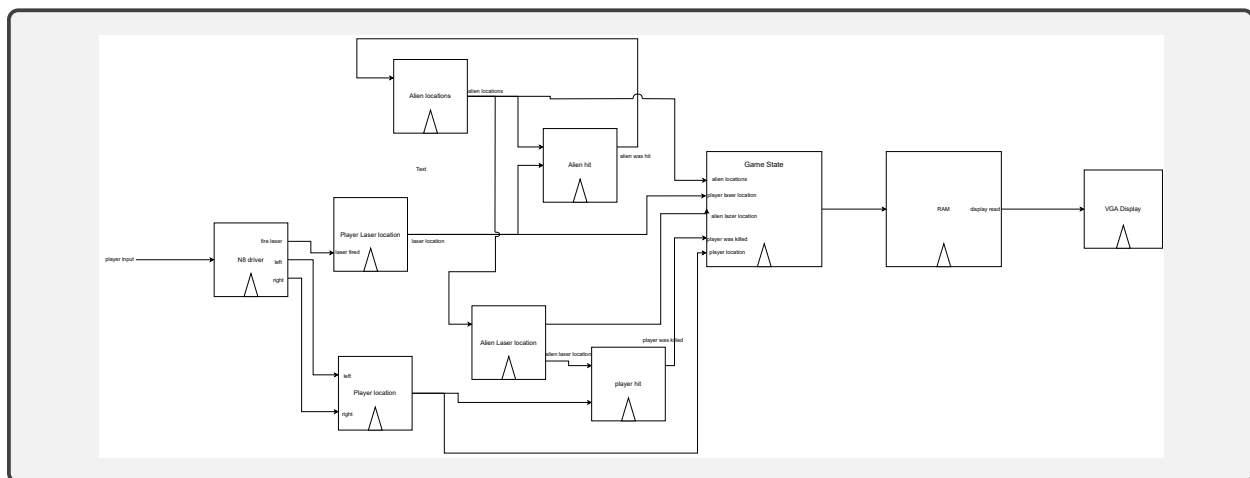 Alien locations
alien locations
Alien hit
alien was hit
Text
Game State
alien locations
player laser location
alien lazer location
player was killed
player location
RAM
display read
VGA Display
Player Laser location
laser fired
laser location
player input
N8 driver
fire laser
left
right
Alien Laser location
alien laser location
player was killed
player hit
left
Player location
right